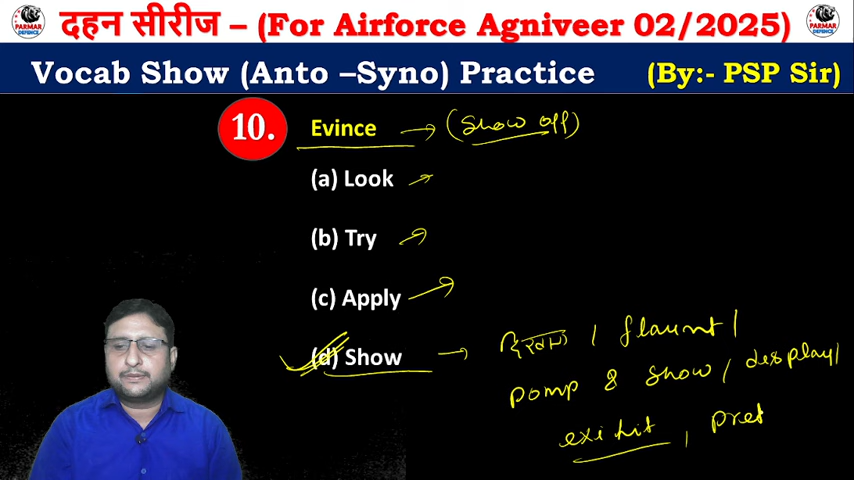 PARMAR DEFENCE
दहन सीरीज – (For Airforce Agniveer 02/2025)
PARMAR DEFENCE
Vocab Show (Anto –Syno) Practice (By:- PSP Sir)
10. Evince (Show off)
(a) Look
(b) Try
(c) Apply
(d) Show दिखाना / flaunt /
pomp & show / display /
exihit , pret